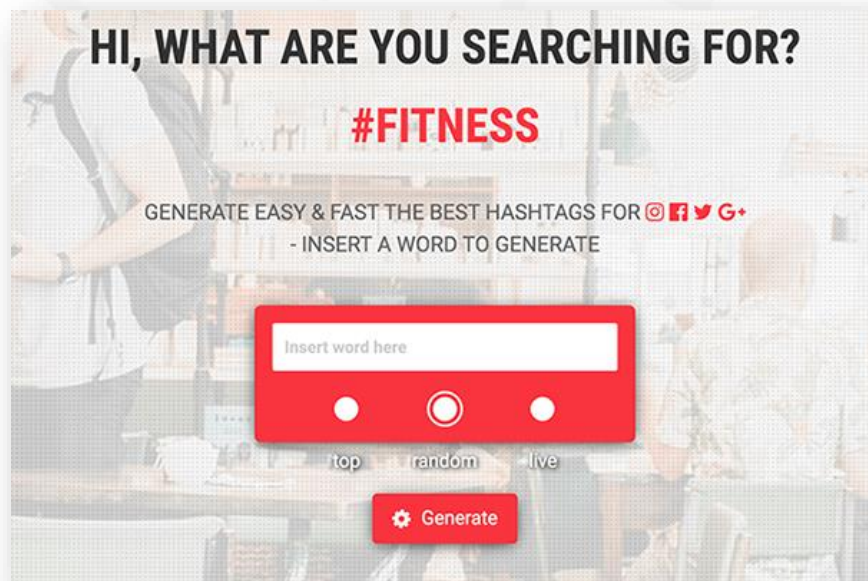 HI, WHAT ARE YOU SEARCHING FOR?
#FITNESS
GENERATE EASY & FAST THE BEST HASHTAGS FOR
- INSERT A WORD TO GENERATE
Insert word here
top random live
Generate